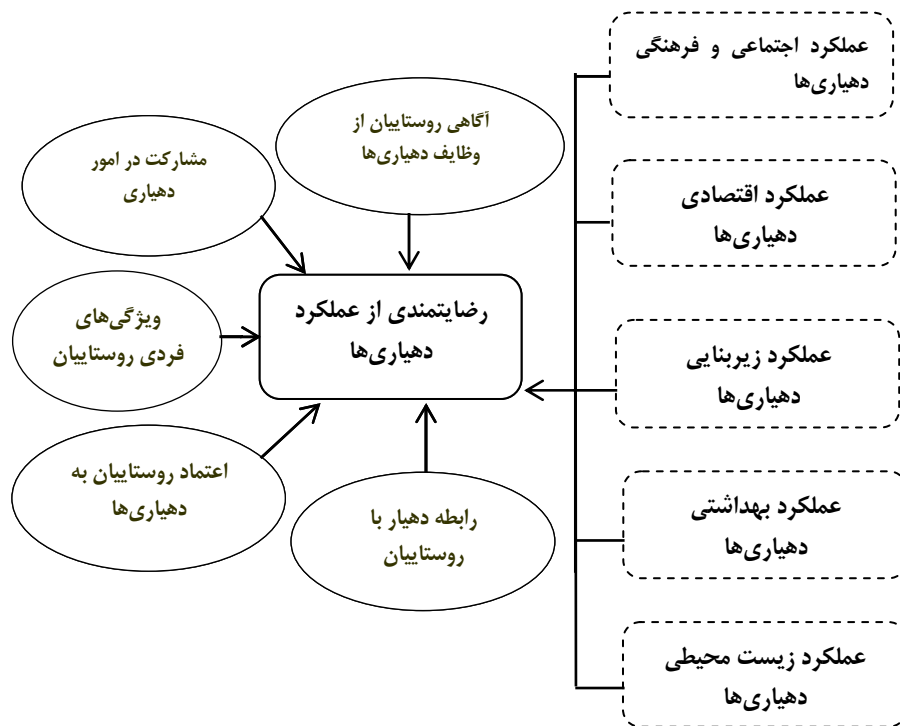 عملکرد اجتماعی و فرهنگی
دهیاری‌ها
آگاهی روستاییان از
وظایف دهیاری‌ها
مشارکت در امور
دهیاری
عملکرد اقتصادی
دهیاری‌ها
رضایتمندی از عملکرد
دهیاری‌ها
ویژگی‌های
فردی روستاییان
عملکرد زیربنایی
دهیاری‌ها
اعتماد روستاییان به
دهیاری‌ها
رابطه دهیار با
روستاییان
عملکرد بهداشتی
دهیاری‌ها
عملکرد زیست محیطی
دهیاری‌ها